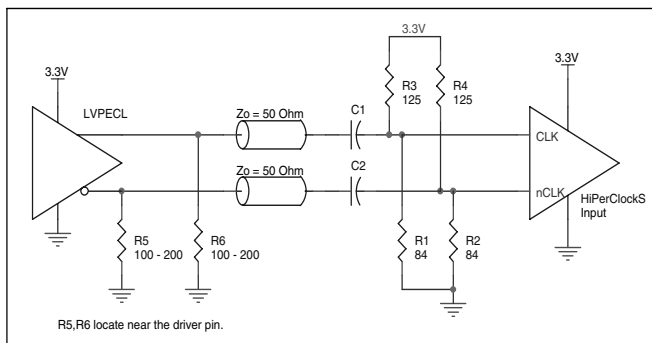 3.3V
3.3V
3.3V
LVPECL
R3
125
R4
125
Zo = 50 Ohm
C1
CLK
Zo = 50 Ohm
C2
nCLK
HiPerClockS
Input
R5
100 - 200
R6
100 - 200
R1
84
R2
84
R5,R6 locate near the driver pin.